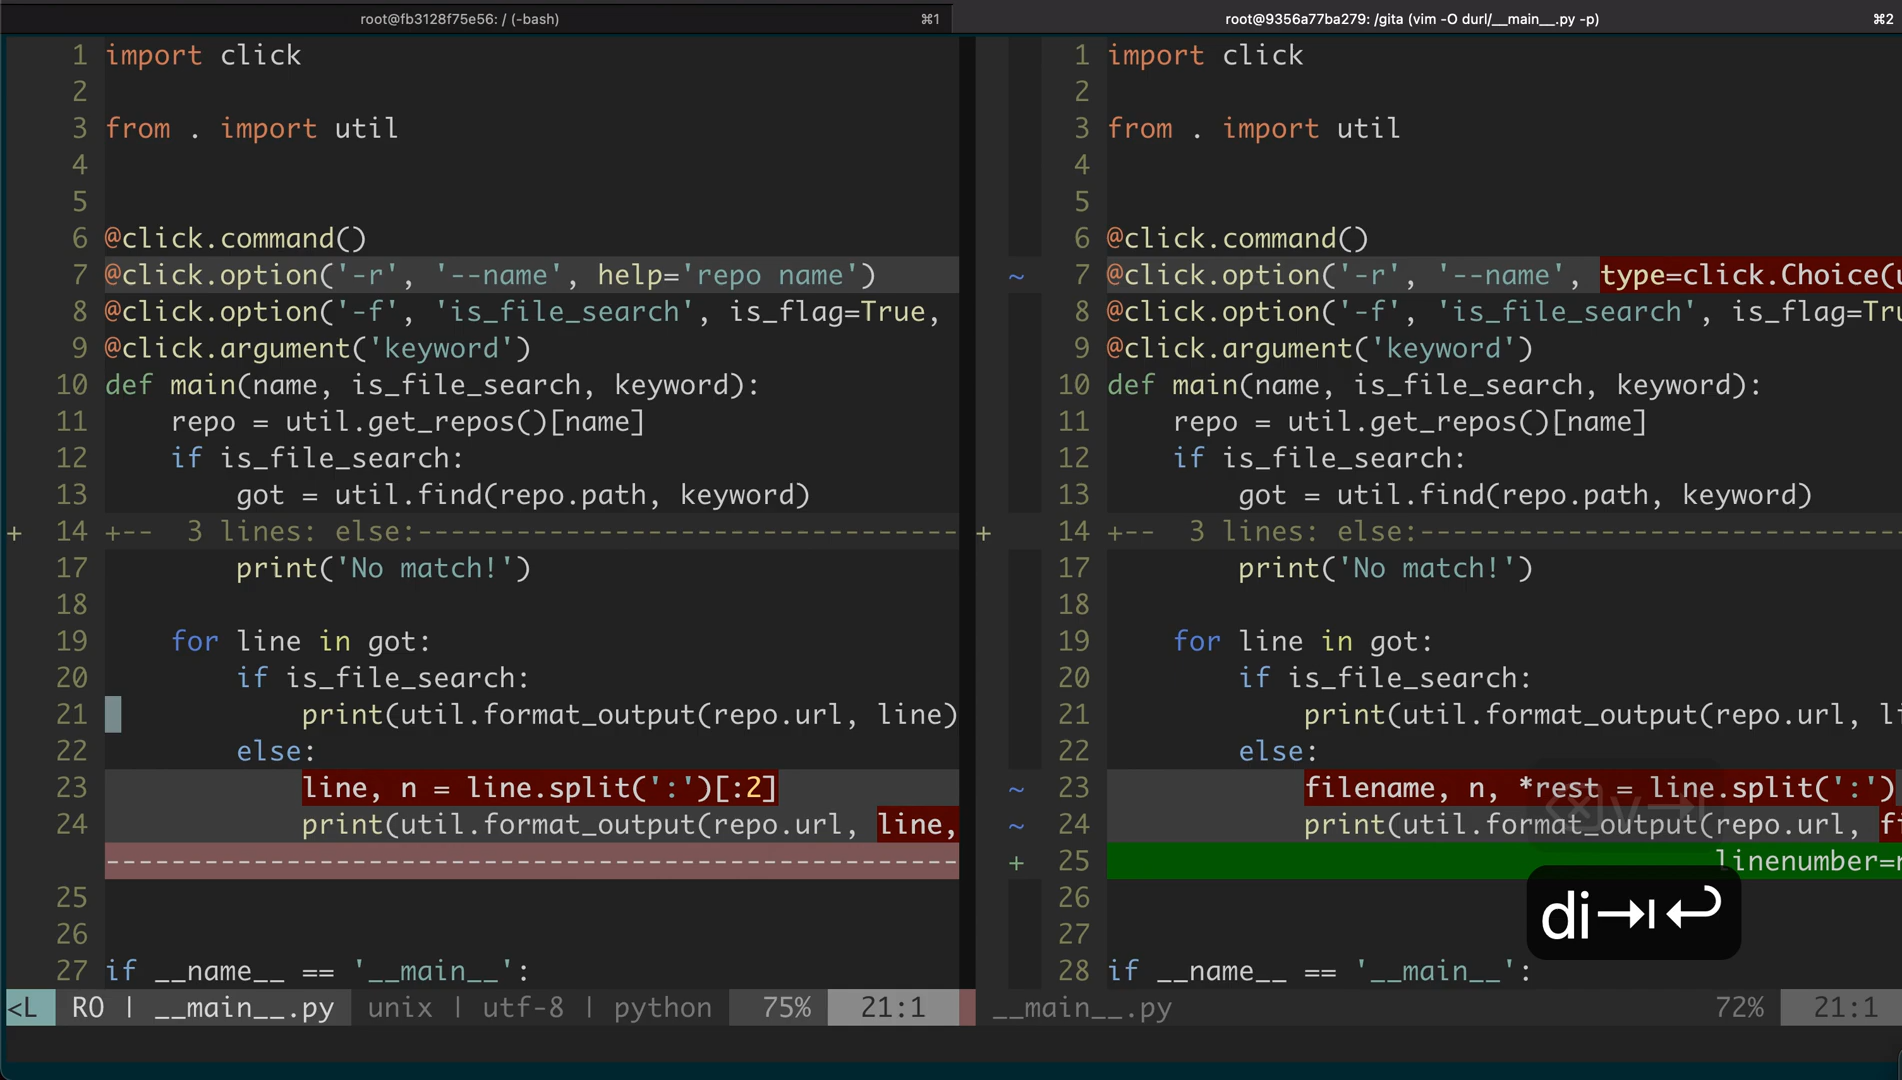 root@fb3128f75e56: / (-bash)
⌘1
root@9356a77ba279: /gita (vim -O durl/__main__.py -p)
⌘2
1 import click
2
3 from . import util
4
5
6 @click.command()
7 @click.option('-r', '--name', help='repo name')
8 @click.option('-f', 'is_file_search', is_flag=True,
9 @click.argument('keyword')
10 def main(name, is_file_search, keyword):
11     repo = util.get_repos()[name]
12     if is_file_search:
13         got = util.find(repo.path, keyword)
+ 14 +--  3 lines: else:----------------------------------
17         print('No match!')
18
19     for line in got:
20         if is_file_search:
21             print(util.format_output(repo.url, line)
22         else:
23             line, n = line.split(':')[:2]
24             print(util.format_output(repo.url, line,
----------------------------------------------------
25
26
27 if __name__ == '__main__':
<L RO | __main__.py unix | utf-8 | python 75% 21:1
1 import click
2
3 from . import util
4
5
6 @click.command()
~ 7 @click.option('-r', '--name', type=click.Choice(
8 @click.option('-f', 'is_file_search', is_flag=Tru
9 @click.argument('keyword')
10 def main(name, is_file_search, keyword):
11     repo = util.get_repos()[name]
12     if is_file_search:
13         got = util.find(repo.path, keyword)
+ 14 +--  3 lines: else:------------------------------
17         print('No match!')
18
19     for line in got:
20         if is_file_search:
21             print(util.format_output(repo.url, li
22         else:
~ 23             filename, n, *rest = line.split(':')
~ 24             print(util.format_output(repo.url, fi
+ 25                                      linenumber=
26
27
28 if __name__ == '__main__':
__main__.py 72% 21:1
di⇥↩